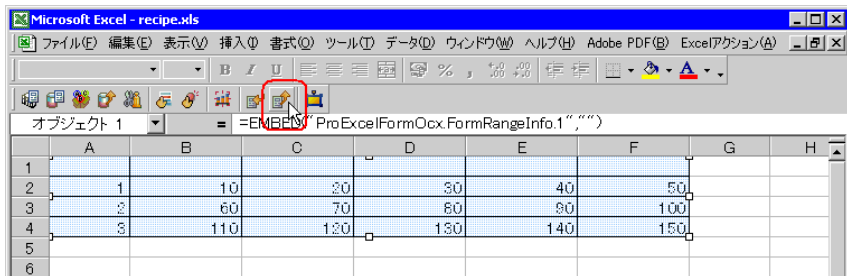 Microsoft Excel - recipe.xls
ファイル(F) 編集(E) 表示(V) 挿入(I) 書式(O) ツール(T) データ(D) ウィンドウ(W) ヘルプ(H) Adobe PDF(B) Excelアクション(A)
B I U % ,
オブジェクト 1 = =EMBED("ProExcelFormOcx.FormRangeInfo.1","")
A B C D E F G H
1
2 1 10 20 30 40 50
3 2 60 70 80 90 100
4 3 110 120 130 140 150
5
6